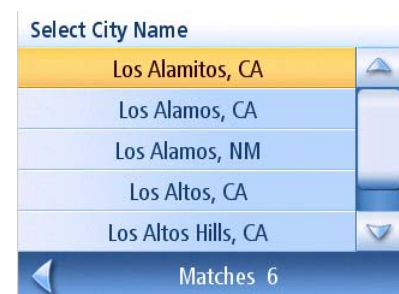 Select City Name
Los Alamitos, CA
Los Alamos, CA
Los Alamos, NM
Los Altos, CA
Los Altos Hills, CA
Matches 6